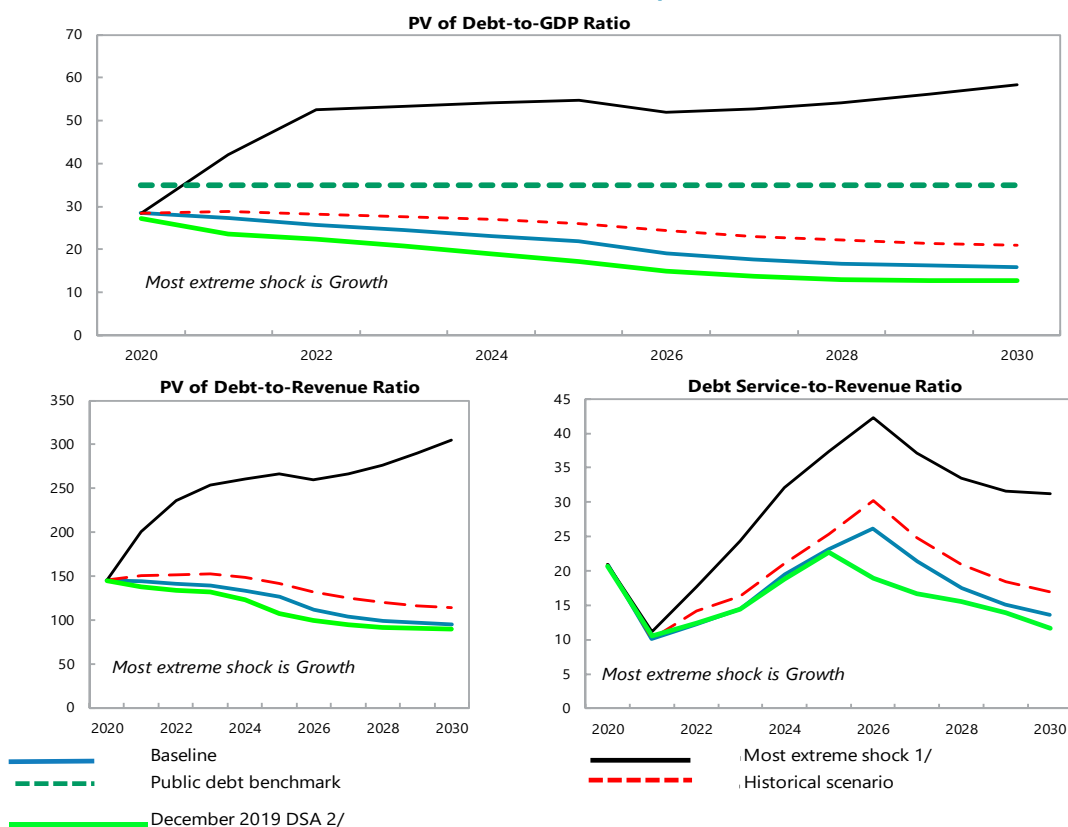 PV of Debt-to-GDP Ratio
70
60
50
40
30
20
10
0
Most extreme shock is Growth
2020 2022 2024 2026 2028 2030
PV of Debt-to-Revenue Ratio
350
300
250
200
150
100
50
0
Most extreme shock is Growth
2020 2022 2024 2026 2028 2030
Debt Service-to-Revenue Ratio
45
40
35
30
25
20
15
10
5
0
Most extreme shock is Growth
2020 2022 2024 2026 2028 2030
Baseline
Public debt benchmark
December 2019 DSA 2/
Most extreme shock 1/
Historical scenario